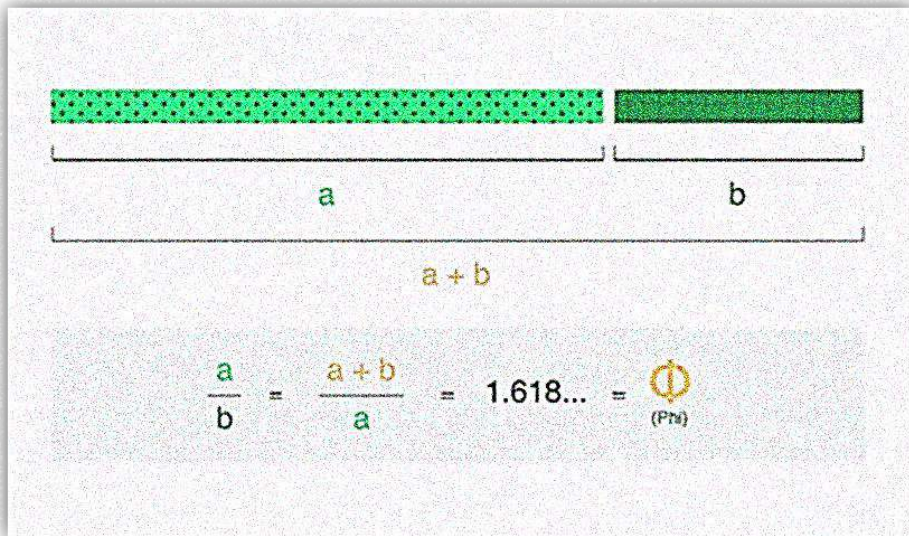 a b
a + b
a/b = a + b/a = 1.618... = Φ
(Phi)